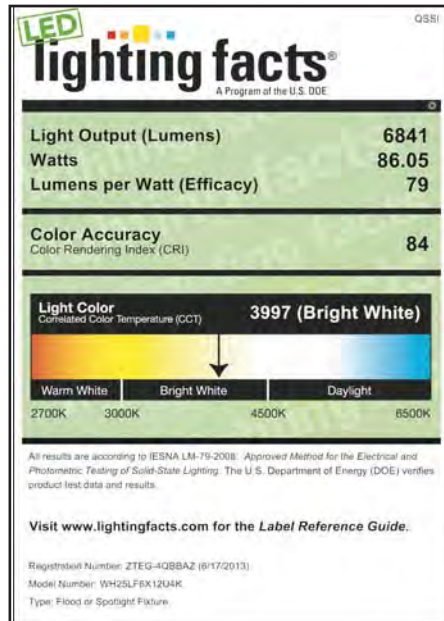 QSSI
LED
lighting facts®
A Program of the U.S. DOE
Light Output (Lumens) 6841
Watts 86.05
Lumens per Watt (Efficacy) 79
Color Accuracy 84
Color Rendering Index (CRI)
Light Color 3997 (Bright White)
Correlated Color Temperature (CCT)
Warm White Bright White Daylight
2700K 3000K 4500K 6500K
All results are according to IESNA LM-79-2008: Approved Method for the Electrical and
Photometric Testing of Solid-State Lighting. The U.S. Department of Energy (DOE) verifies
product test data and results.
Visit www.lightingfacts.com for the Label Reference Guide.
Registration Number: ZTEG-4QBBAZ (6/17/2013)
Model Number: WH25LF6X12U4K
Type: Flood or Spotlight Fixture